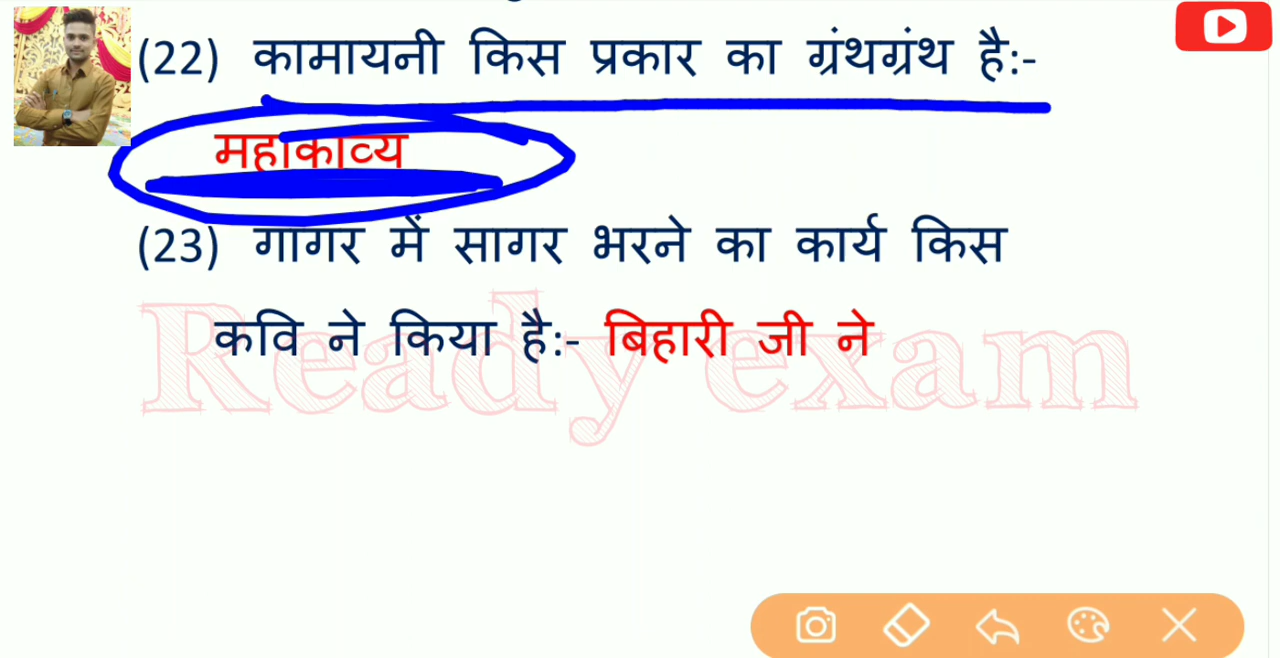 (22) कामायनी किस प्रकार का ग्रंथग्रंथ है:-
महाकाव्य
(23) गागर में सागर भरने का कार्य किस
कवि ने किया है:- बिहारी जी ने
Ready exam